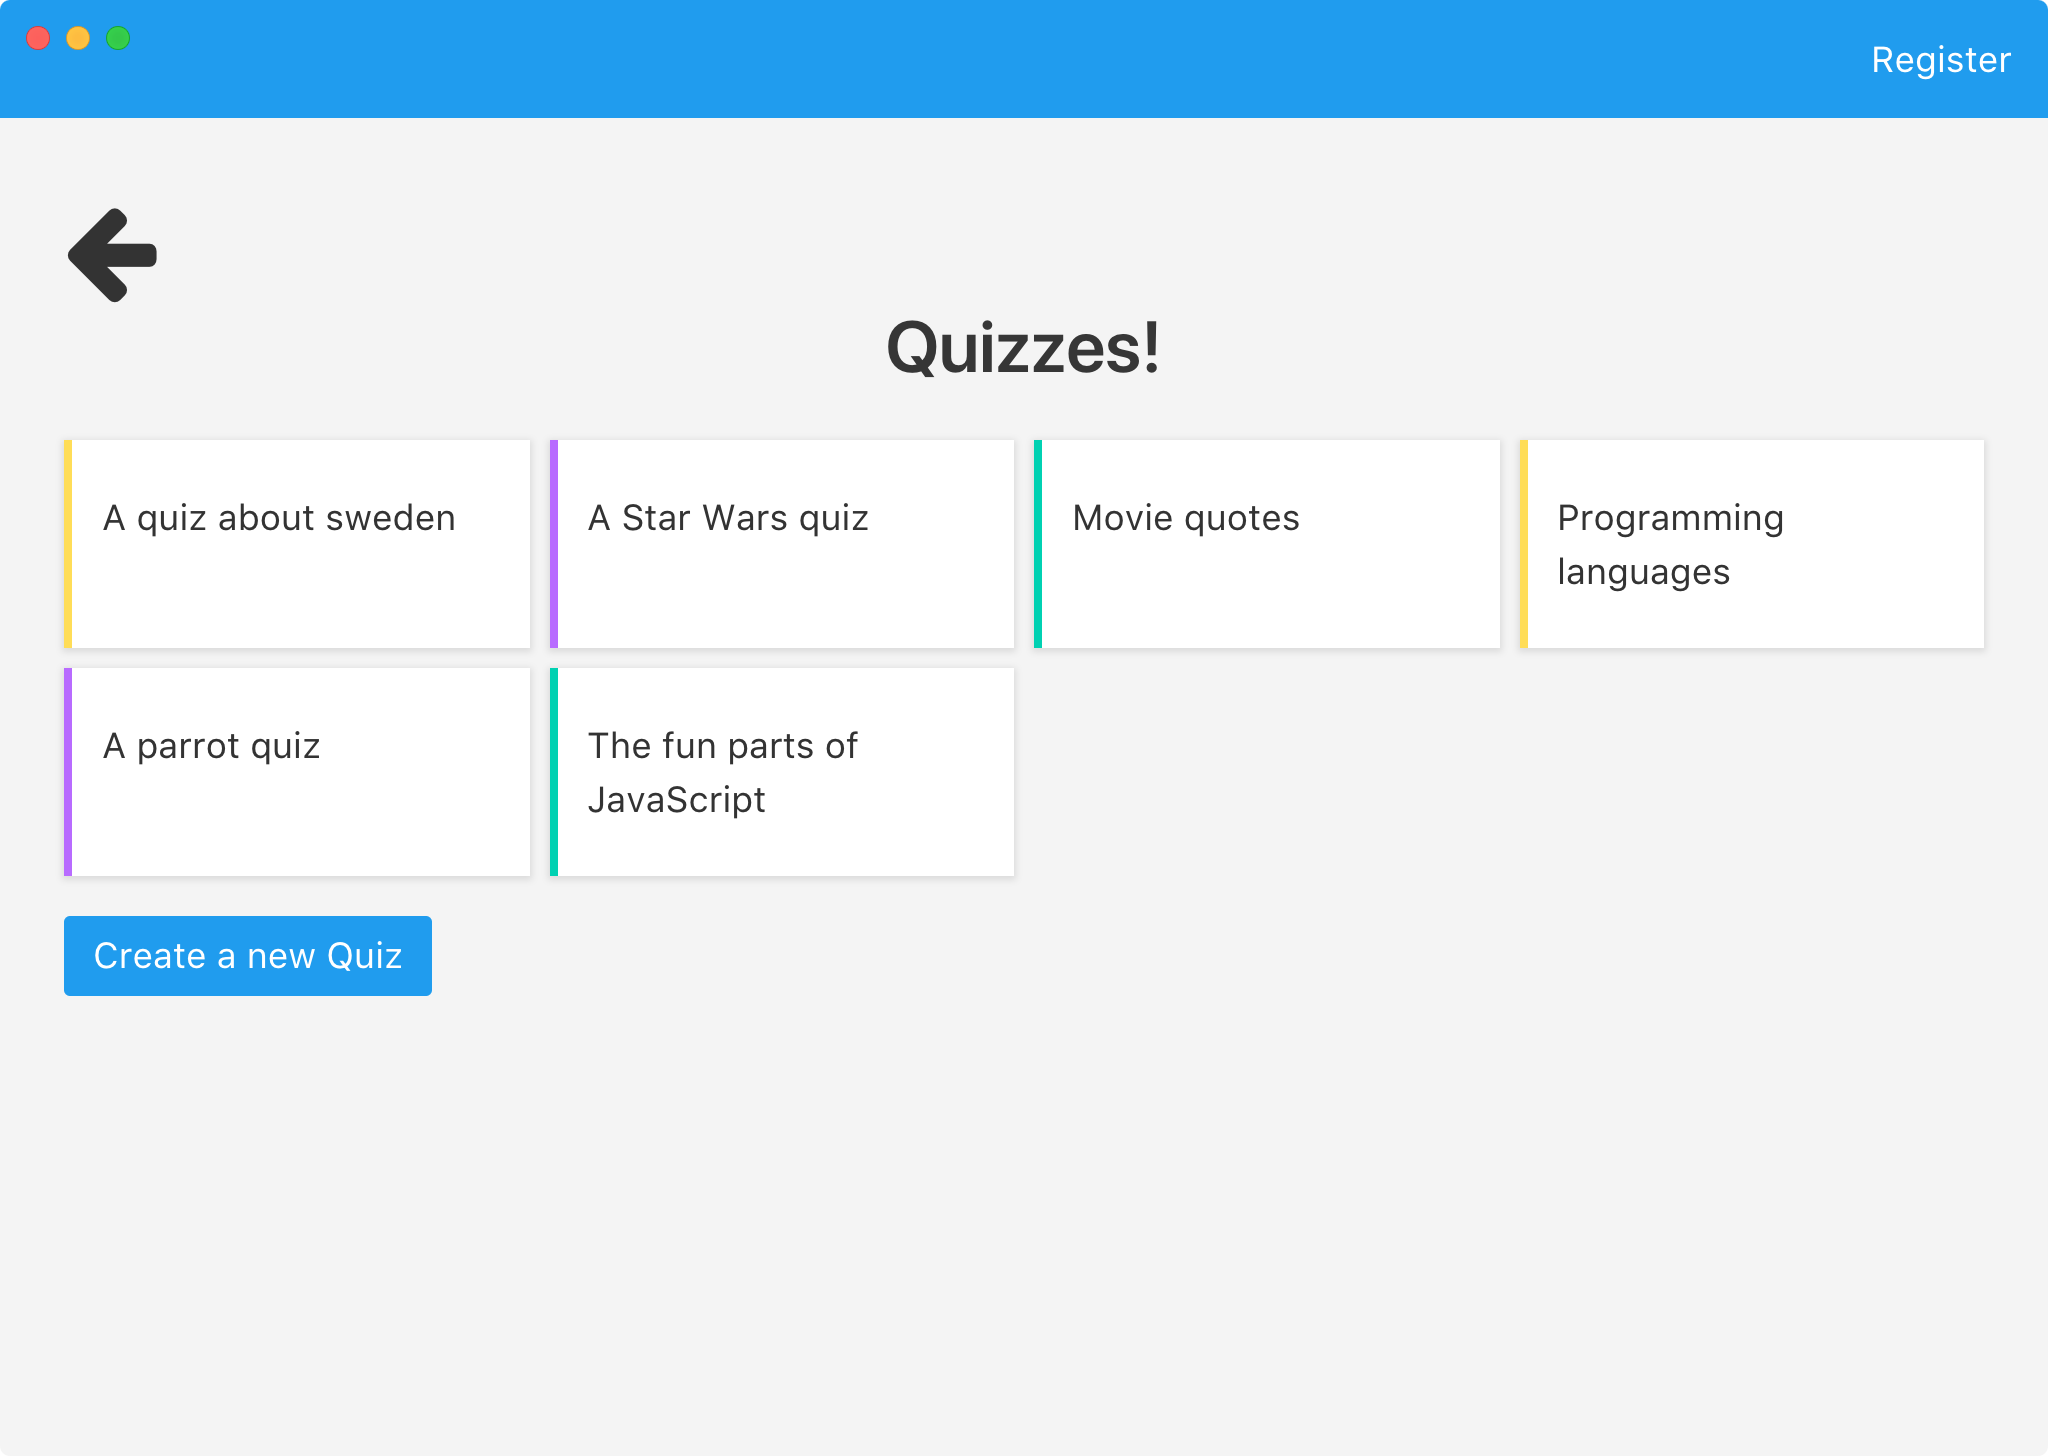 Register
Quizzes!
A quiz about sweden
A Star Wars quiz
Movie quotes
Programming
languages
A parrot quiz
The fun parts of
JavaScript
Create a new Quiz